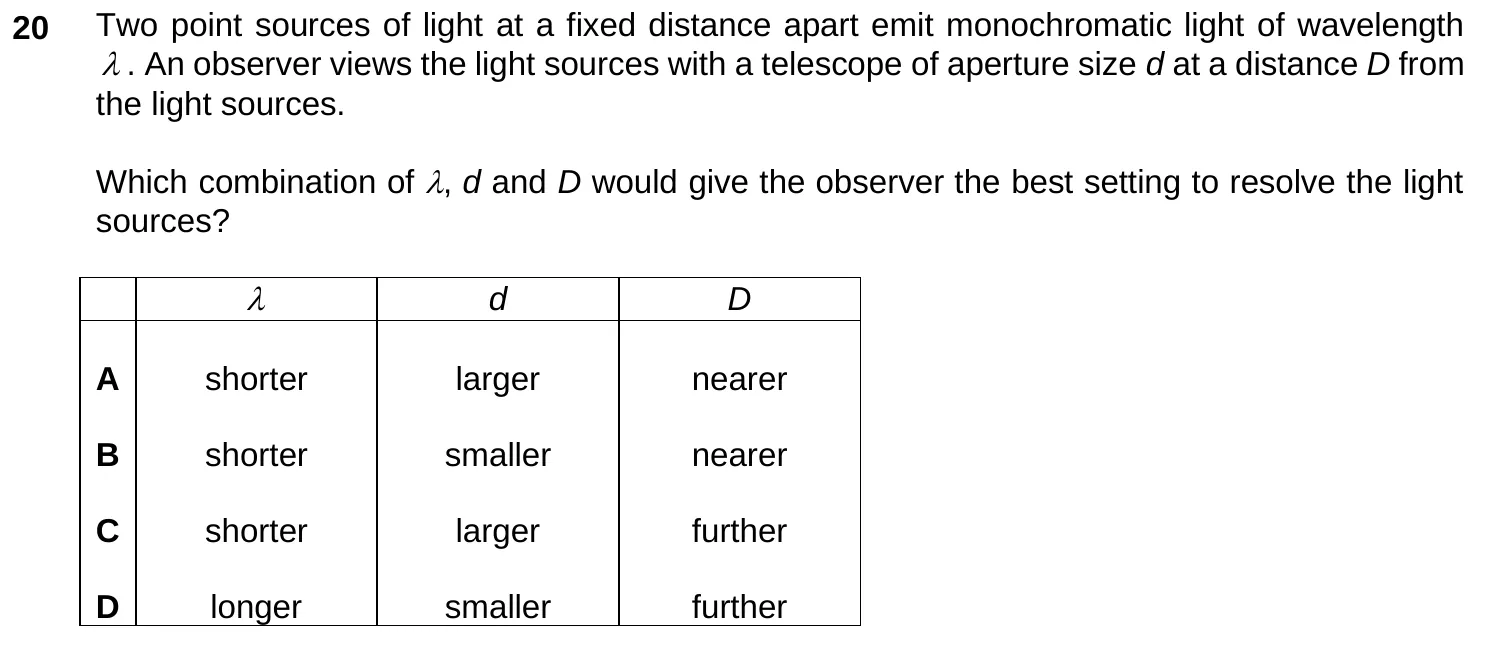 20 Two point sources of light at a fixed distance apart emit monochromatic light of wavelength
λ . An observer views the light sources with a telescope of aperture size d at a distance D from
the light sources.
Which combination of λ, d and D would give the observer the best setting to resolve the light
sources?
λ d D
A shorter larger nearer
B shorter smaller nearer
C shorter larger further
D longer smaller further